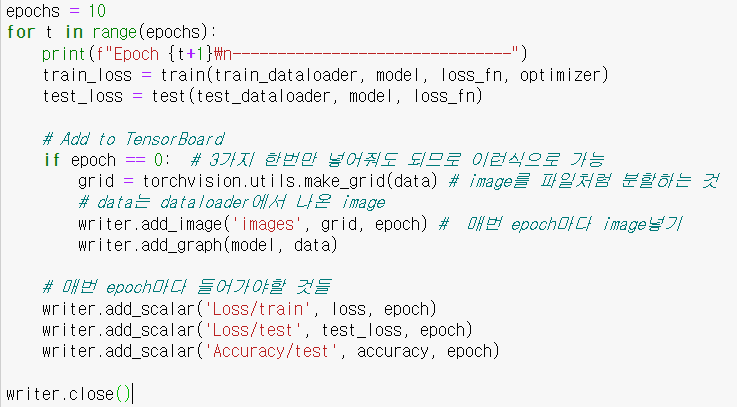 epochs = 10
for t in range(epochs):
    print(f"Epoch {t+1}₩n-------------------------------")
    train_loss = train(train_dataloader, model, loss_fn, optimizer)
    test_loss = test(test_dataloader, model, loss_fn)

    # Add to TensorBoard
    if epoch == 0:  # 3가지 한번만 넣어줘도 되므로 이런식으로 가능
        grid = torchvision.utils.make_grid(data) # image를 파일처럼 분할하는 것
        # data는 dataloader에서 나온 image
        writer.add_image('images', grid, epoch) #  매번 epoch마다 image넣기
        writer.add_graph(model, data)

    # 매번 epoch마다 들어가야할 것들
    writer.add_scalar('Loss/train', loss, epoch)
    writer.add_scalar('Loss/test', test_loss, epoch)
    writer.add_scalar('Accuracy/test', accuracy, epoch)

writer.close()